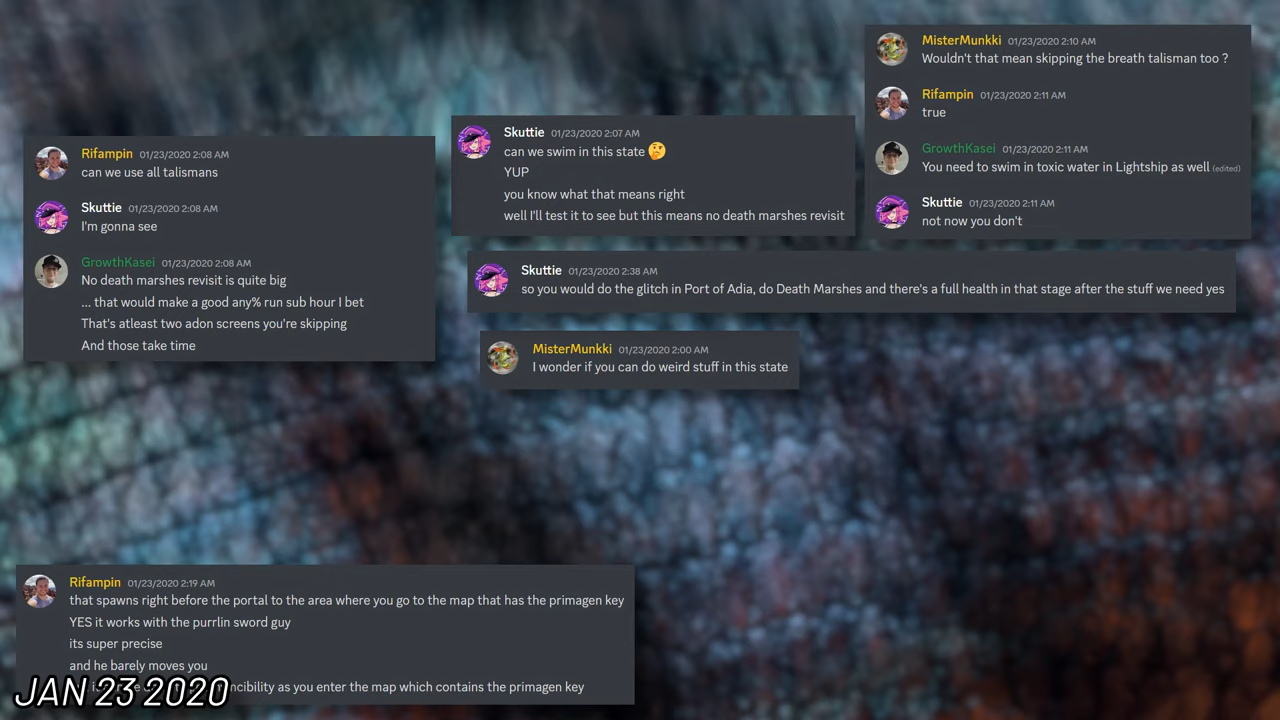 Rifampin 01/23/2020 2:08 AM
can we use all talismans
Skuttie 01/23/2020 2:08 AM
I'm gonna see
GrowthKasei 01/23/2020 2:08 AM
No death marshes revisit is quite big
... that would make a good any% run sub hour I bet
That's atleast two adon screens you're skipping
And those take time
Skuttie 01/23/2020 2:07 AM
can we swim in this state 🤔
YUP
you know what that means right
well I'll test it to see but this means no death marshes revisit
MisterMunkki 01/23/2020 2:10 AM
Wouldn't that mean skipping the breath talisman too ?
Rifampin 01/23/2020 2:11 AM
true
GrowthKasei 01/23/2020 2:11 AM
You need to swim in toxic water in Lightship as well (edited)
Skuttie 01/23/2020 2:11 AM
not now you don't
Skuttie 01/23/2020 2:38 AM
so you would do the glitch in Port of Adia, do Death Marshes and there's a full health in that stage after the stuff we need yes
MisterMunkki 01/23/2020 2:00 AM
I wonder if you can do weird stuff in this state
Rifampin 01/23/2020 2:19 AM
that spawns right before the portal to the area where you go to the map that has the primagen key
YES it works with the purrlin sword guy
its super precise
and he barely moves you
as you enter the map which contains the primagen key
JAN 23 2020